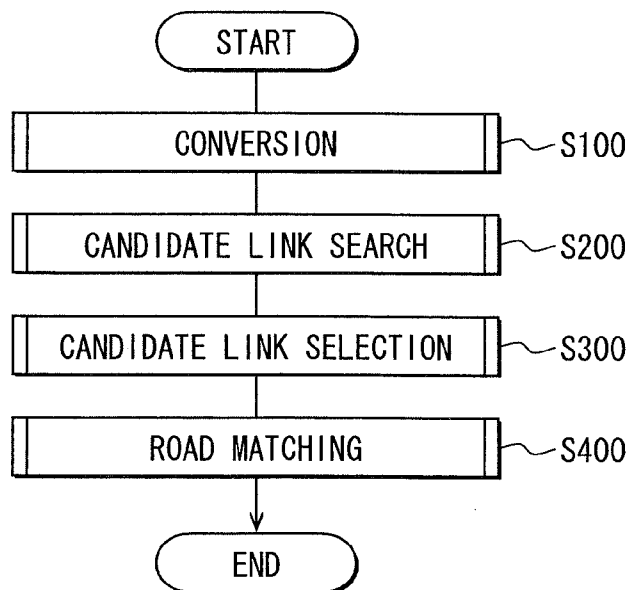 START
CONVERSION S100
CANDIDATE LINK SEARCH S200
CANDIDATE LINK SELECTION S300
ROAD MATCHING S400
END